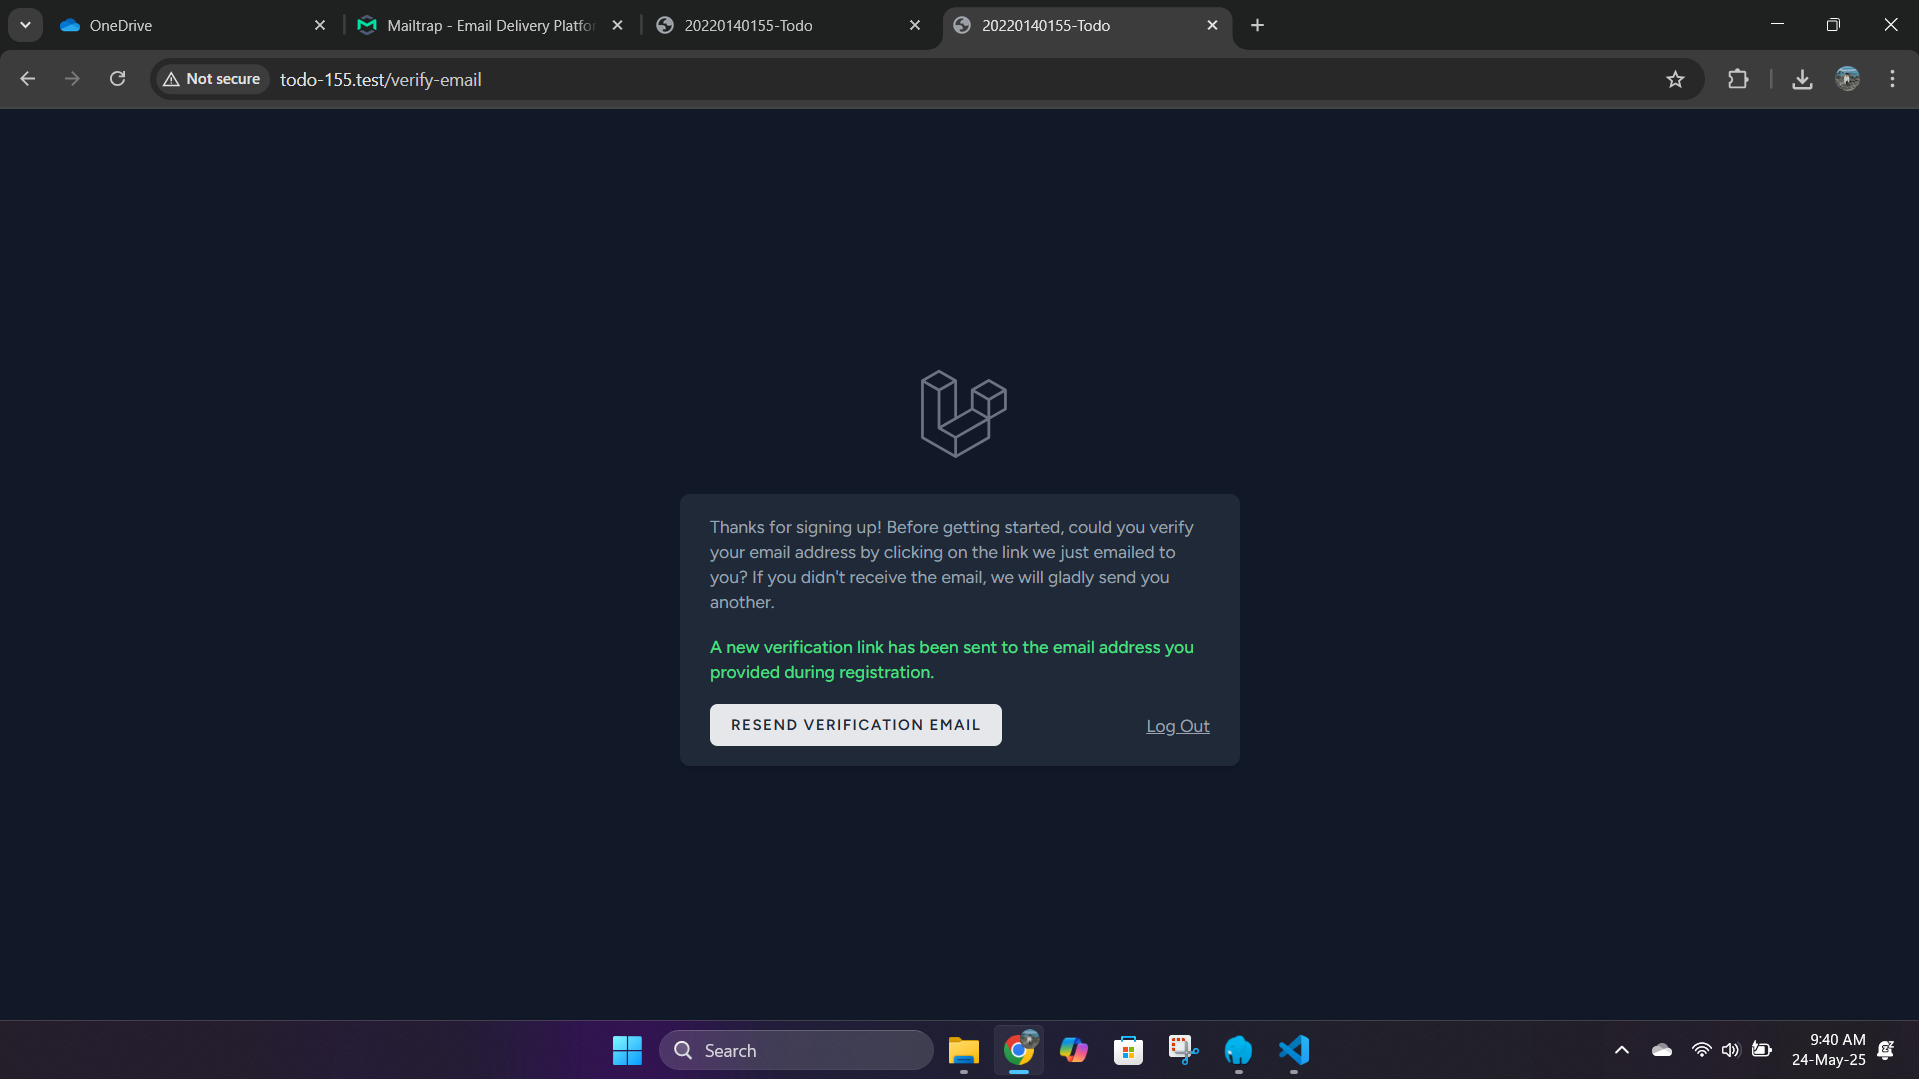 OneDrive
Mailtrap - Email Delivery Platfo
20220140155-Todo
20220140155-Todo
Not secure
todo-155.test/verify-email
Thanks for signing up! Before getting started, could you verify
your email address by clicking on the link we just emailed to
you? If you didn't receive the email, we will gladly send you
another.
A new verification link has been sent to the email address you
provided during registration.
RESEND VERIFICATION EMAIL
Log Out
Search
9:40 AM
24-May-25